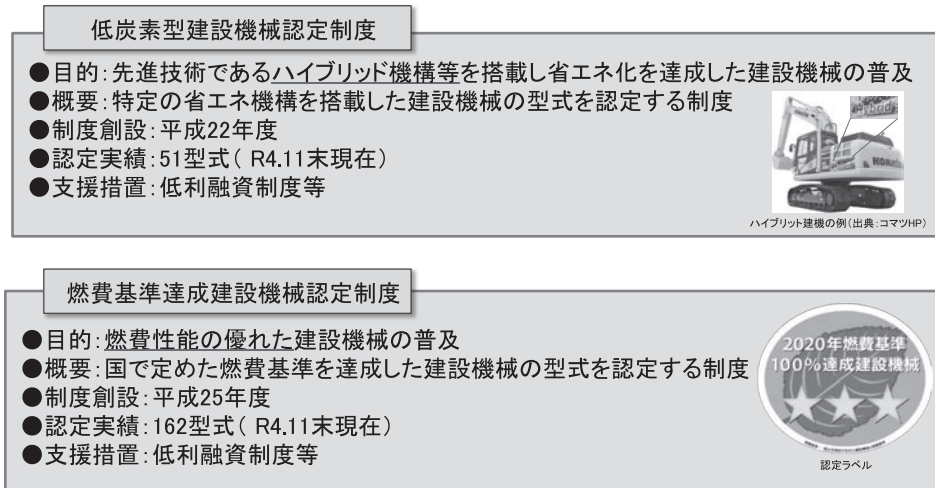 低炭素型建設機械認定制度
●目的：先進技術であるハイブリッド機構等を搭載し省エネ化を達成した建設機械の普及
●概要：特定の省エネ機構を搭載した建設機械の型式を認定する制度
●制度創設：平成22年度
●認定実績：51型式（ R4.11末現在）
●支援措置：低利融資制度等
Hybrid
KOMATSU
ハイブリット建機の例（出典：コマツHP）
燃費基準達成建設機械認定制度
●目的：燃費性能の優れた建設機械の普及
●概要：国で定めた燃費基準を達成した建設機械の型式を認定する制度
●制度創設：平成25年度
●認定実績：162型式（ R4.11末現在）
●支援措置：低利融資制度等
2020年燃費基準
100%達成建設機械
認定ラベル